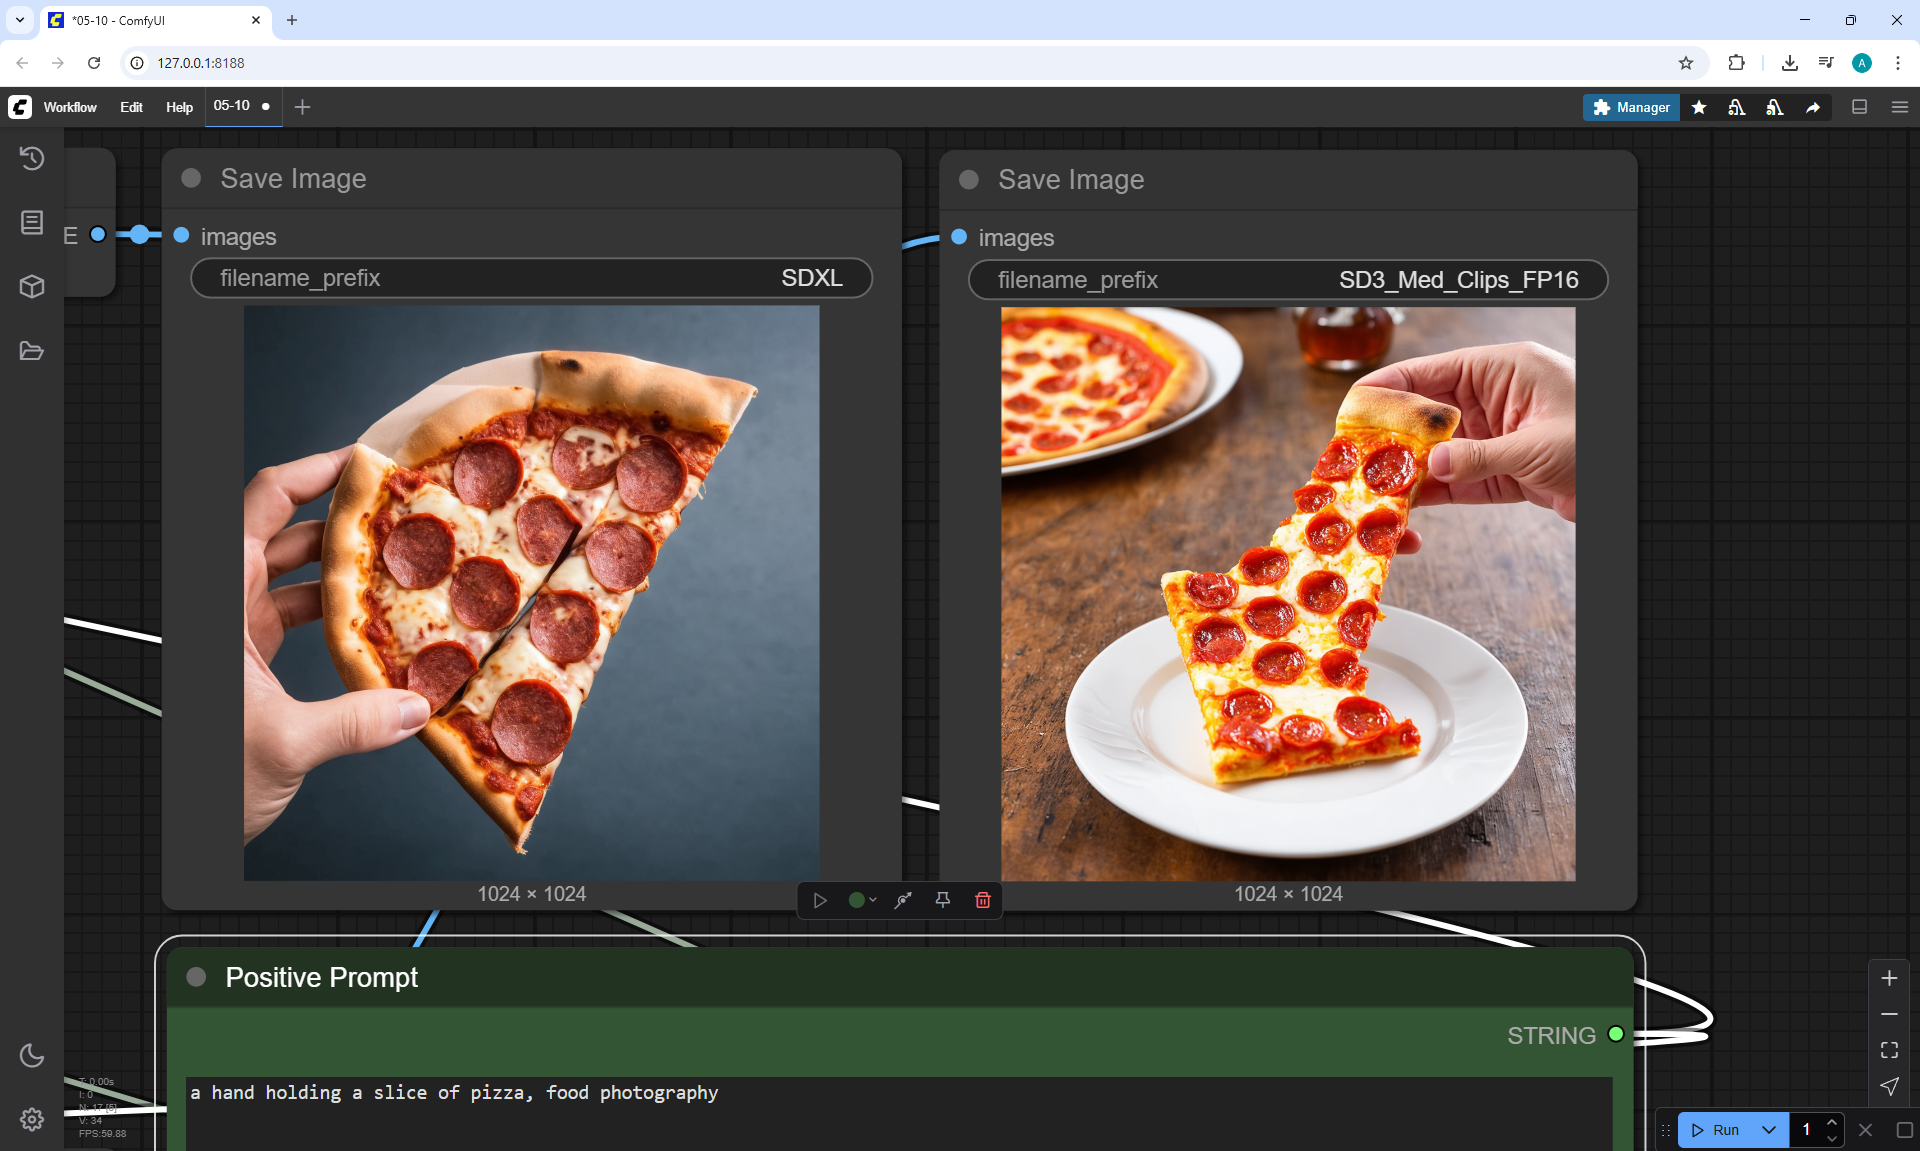 *05-10 - ComfyUI
127.0.0.1:8188
A
Workflow Edit Help 05-10
Manager
Save Image
E
images
filename_prefix SDXL
1024 × 1024
Save Image
images
filename_prefix SD3_Med_Clips_FP16
1024 × 1024
Positive Prompt
STRING
a hand holding a slice of pizza, food photography
T: 0.00s
I: 0
N: 17 [5]
V: 34
FPS:59.88
Run 1